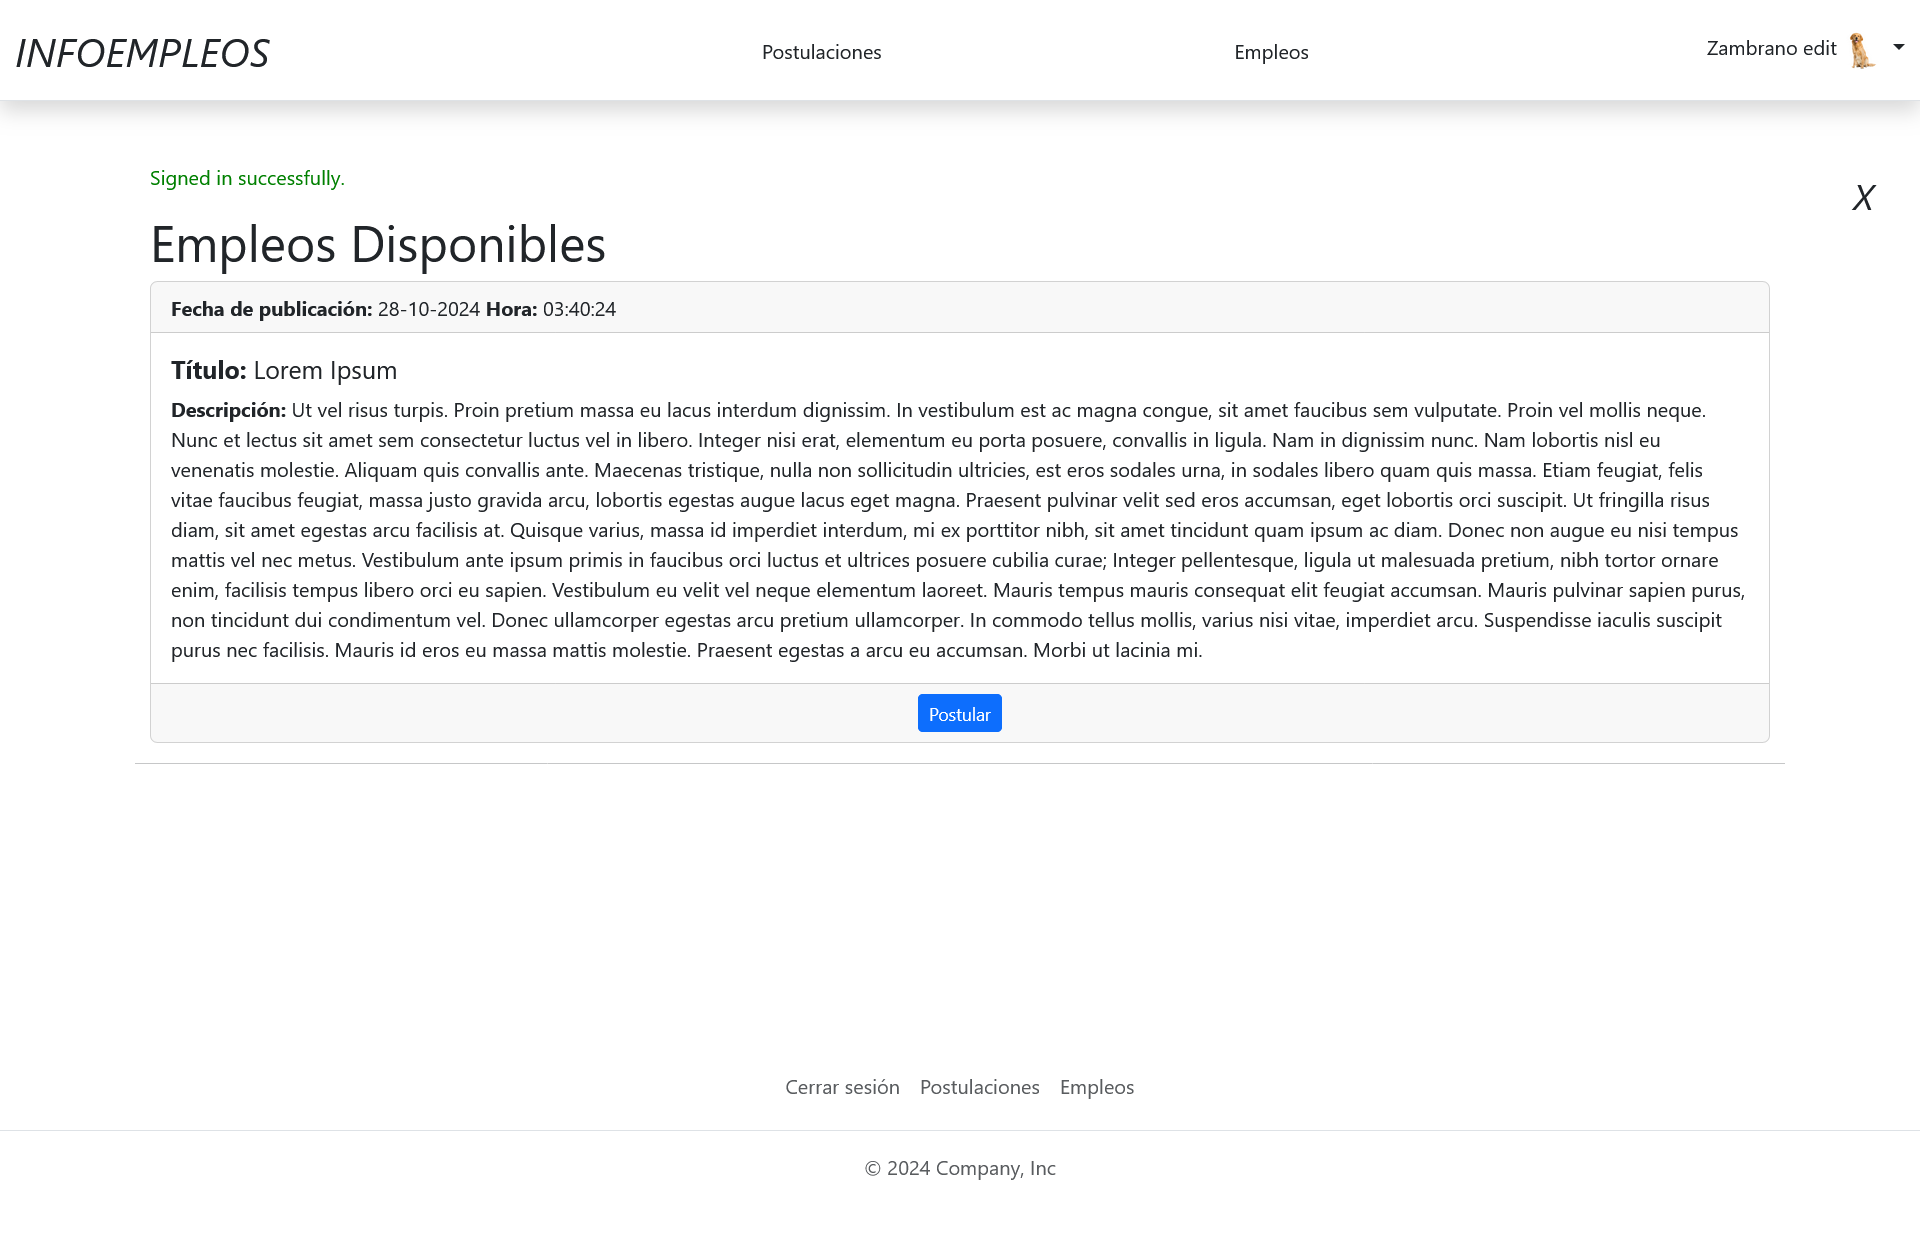 INFOEMPLEOS
Postulaciones
Empleos
Zambrano edit
Signed in successfully.
X
Empleos Disponibles
Fecha de publicación: 28-10-2024 Hora: 03:40:24
Título: Lorem Ipsum
Descripción: Ut vel risus turpis. Proin pretium massa eu lacus interdum dignissim. In vestibulum est ac magna congue, sit amet faucibus sem vulputate. Proin vel mollis neque.
Nunc et lectus sit amet sem consectetur luctus vel in libero. Integer nisi erat, elementum eu porta posuere, convallis in ligula. Nam in dignissim nunc. Nam lobortis nisl eu
venenatis molestie. Aliquam quis convallis ante. Maecenas tristique, nulla non sollicitudin ultricies, est eros sodales urna, in sodales libero quam quis massa. Etiam feugiat, felis
vitae faucibus feugiat, massa justo gravida arcu, lobortis egestas augue lacus eget magna. Praesent pulvinar velit sed eros accumsan, eget lobortis orci suscipit. Ut fringilla risus
diam, sit amet egestas arcu facilisis at. Quisque varius, massa id imperdiet interdum, mi ex porttitor nibh, sit amet tincidunt quam ipsum ac diam. Donec non augue eu nisi tempus
mattis vel nec metus. Vestibulum ante ipsum primis in faucibus orci luctus et ultrices posuere cubilia curae; Integer pellentesque, ligula ut malesuada pretium, nibh tortor ornare
enim, facilisis tempus libero orci eu sapien. Vestibulum eu velit vel neque elementum laoreet. Mauris tempus mauris consequat elit feugiat accumsan. Mauris pulvinar sapien purus,
non tincidunt dui condimentum vel. Donec ullamcorper egestas arcu pretium ullamcorper. In commodo tellus mollis, varius nisi vitae, imperdiet arcu. Suspendisse iaculis suscipit
purus nec facilisis. Mauris id eros eu massa mattis molestie. Praesent egestas a arcu eu accumsan. Morbi ut lacinia mi.
Postular
Cerrar sesión Postulaciones Empleos
© 2024 Company, Inc